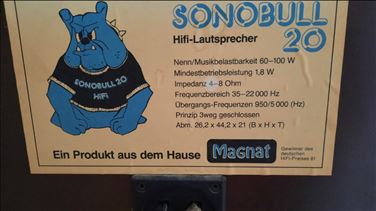 SONOBULL
20
Hifi-Lautsprecher
SONOBULL 20
HiFi
Nenn/Musikbelastbarkeit 60–100 W
Mindestbetriebsleistung 1,8 W
Impedanz 4–8 Ohm
Frequenzbereich 35–22 000 Hz
Übergangs-Frequenzen 950/5 000 (Hz)
Prinzip 3weg geschlossen
Abm. 26,2 x 44,2 x 21 (B x H x T)
Ein Produkt aus dem Hause
Magnat
Gewinner des
deutschen
HiFi-Preises 81